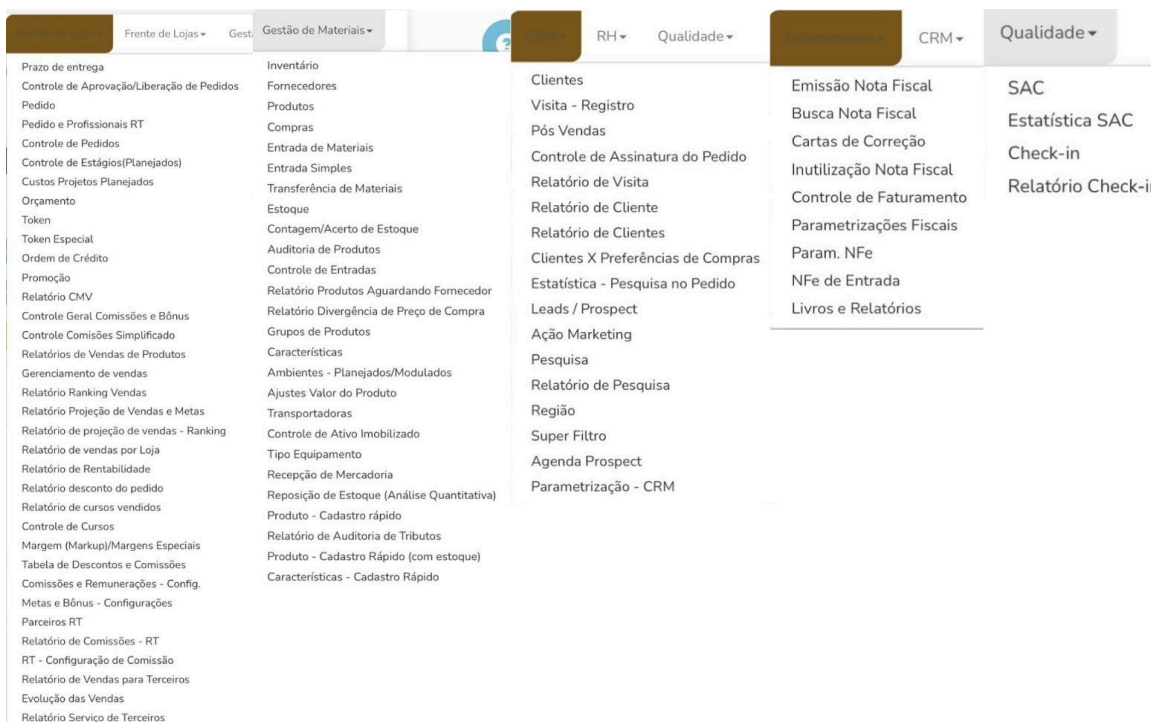 Frente de Lojas
Gest
Prazo de entrega
Controle de Aprovação/Liberação de Pedidos
Pedido
Pedido e Profissionais RT
Controle de Pedidos
Controle de Estágios(Planejados)
Custos Projetos Planejados
Orçamento
Token
Token Especial
Ordem de Crédito
Promoção
Relatório CMV
Controle Geral Comissões e Bônus
Controle Comisões Simplificado
Relatórios de Vendas de Produtos
Gerenciamento de vendas
Relatório Ranking Vendas
Relatório Projeção de Vendas e Metas
Relatório de projeção de vendas - Ranking
Relatório de vendas por Loja
Relatório de Rentabilidade
Relatório desconto do pedido
Relatório de cursos vendidos
Controle de Cursos
Margem (Markup)/Margens Especiais
Tabela de Descontos e Comissões
Comissões e Remunerações - Config.
Metas e Bônus - Configurações
Parceiros RT
Relatório de Comissões - RT
RT - Configuração de Comissão
Relatório de Vendas para Terceiros
Evolução das Vendas
Relatório Serviço de Terceiros
Gestão de Materiais
Inventário
Fornecedores
Produtos
Compras
Entrada de Materiais
Entrada Simples
Transferência de Materiais
Estoque
Contagem/Acerto de Estoque
Auditoria de Produtos
Controle de Entradas
Relatório Produtos Aguardando Fornecedor
Relatório Divergência de Preço de Compra
Grupos de Produtos
Características
Ambientes - Planejados/Modulados
Ajustes Valor do Produto
Transportadoras
Controle de Ativo Imobilizado
Tipo Equipamento
Recepção de Mercadoria
Reposição de Estoque (Análise Quantitativa)
Produto - Cadastro rápido
Relatório de Auditoria de Tributos
Produto - Cadastro Rápido (com estoque)
Características - Cadastro Rápido
CRM
RH
Qualidade
Clientes
Visita - Registro
Pós Vendas
Controle de Assinatura do Pedido
Relatório de Visita
Relatório de Cliente
Relatório de Clientes
Clientes X Preferências de Compras
Estatística - Pesquisa no Pedido
Leads / Prospect
Ação Marketing
Pesquisa
Relatório de Pesquisa
Região
Super Filtro
Agenda Prospect
Parametrização - CRM
Faturamento
CRM
Emissão Nota Fiscal
Busca Nota Fiscal
Cartas de Correção
Inutilização Nota Fiscal
Controle de Faturamento
Parametrizações Fiscais
Param. NFe
NFe de Entrada
Livros e Relatórios
Qualidade
SAC
Estatística SAC
Check-in
Relatório Check-i